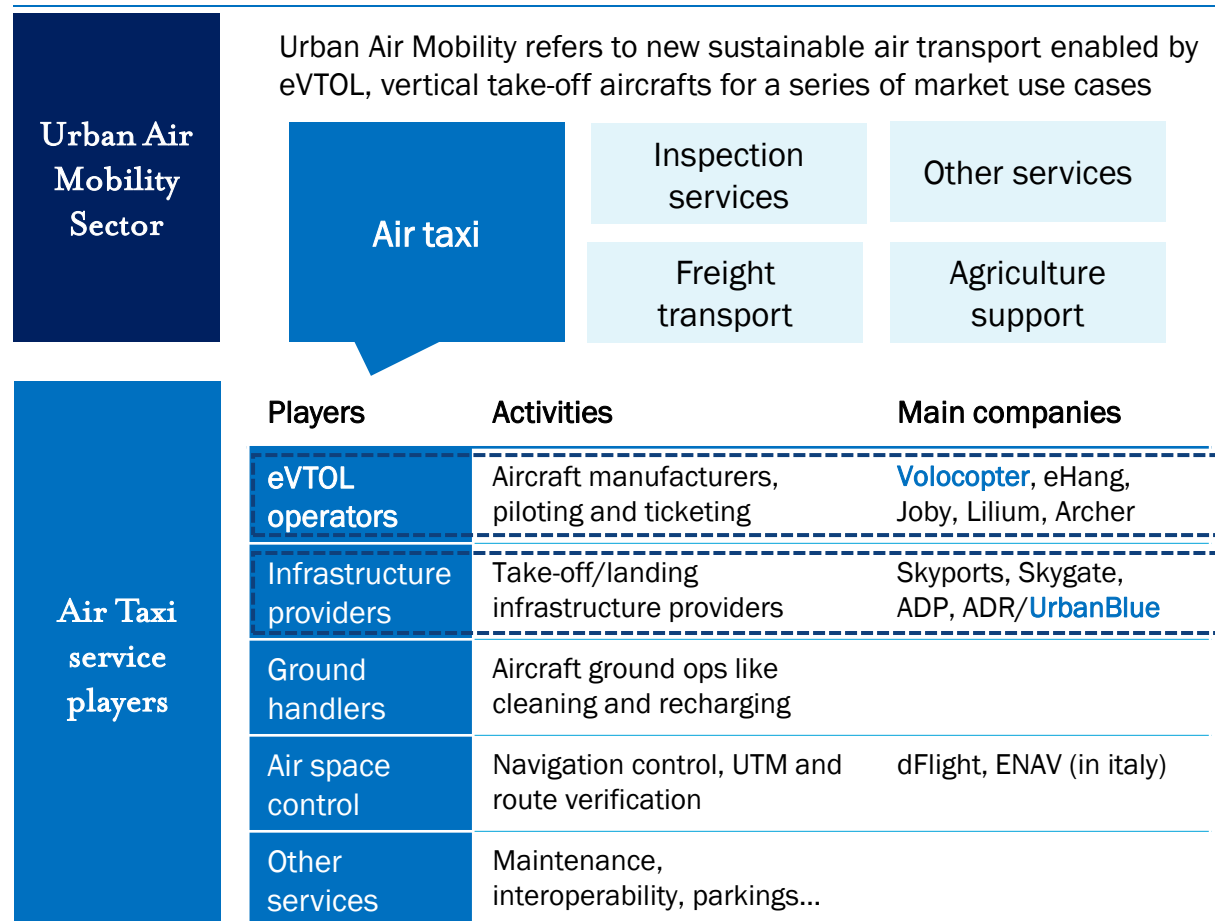 Urban Air Mobility refers to new sustainable air transport enabled by
eVTOL, vertical take-off aircrafts for a series of market use cases
Urban Air
Mobility
Sector
Air taxi
Inspection
services
Other services
Freight
transport
Agriculture
support
Air Taxi
service
players
Players
Activities
Main companies
eVTOL
operators
Aircraft manufacturers,
piloting and ticketing
Volocopter, eHang,
Joby, Lilium, Archer
Infrastructure
providers
Take-off/landing
infrastructure providers
Skyports, Skygate,
ADP, ADR/UrbanBlue
Ground
handlers
Aircraft ground ops like
cleaning and recharging
Air space
control
Navigation control, UTM and
route verification
dFlight, ENAV (in italy)
Other
services
Maintenance,
interoperability, parkings...